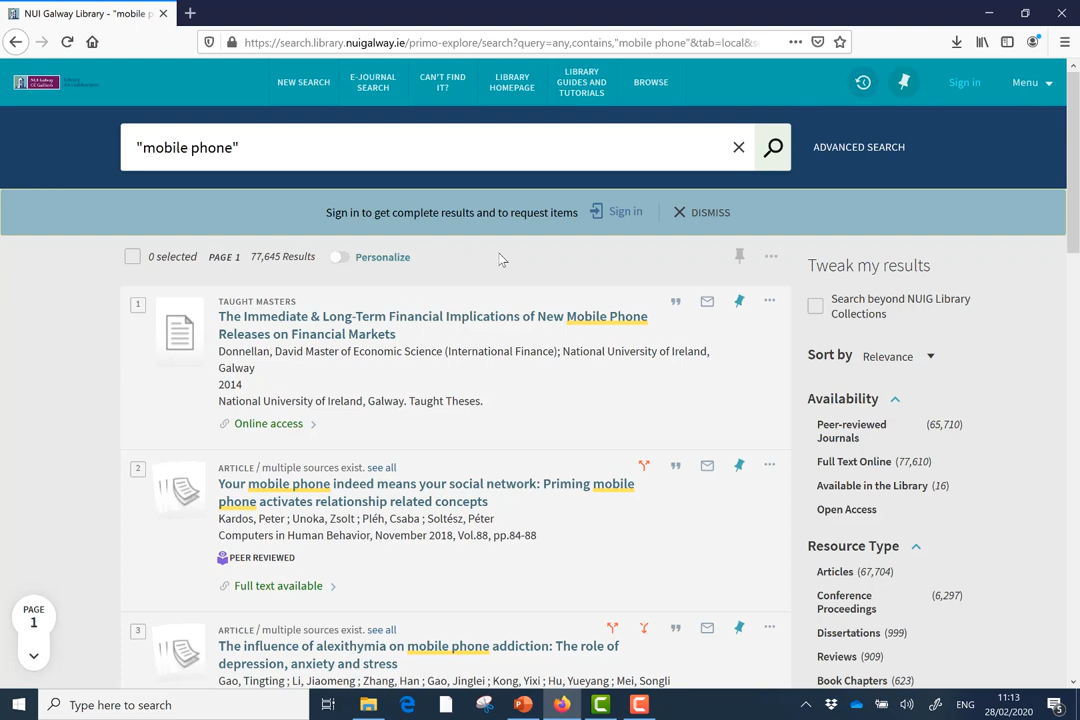 NUI Galway Library - "mobile p
https://search.library.nuigalway.ie/primo-explore/search?query=any,contains,"mobile phone"&tab=local&s
NUI Galway
OÉ Gaillimh
NEW SEARCH
E-JOURNAL SEARCH
CAN'T FIND IT?
LIBRARY HOMEPAGE
LIBRARY GUIDES AND TUTORIALS
BROWSE
Sign in
Menu
"mobile phone"
ADVANCED SEARCH
Sign in to get complete results and to request items
Sign in
DISMISS
0 selected PAGE 1 77,645 Results
Personalize
1
TAUGHT MASTERS
The Immediate & Long-Term Financial Implications of New Mobile Phone
Releases on Financial Markets
Donnellan, David Master of Economic Science (International Finance); National University of Ireland,
Galway
2014
National University of Ireland, Galway. Taught Theses.
Online access
2
ARTICLE / multiple sources exist. see all
Your mobile phone indeed means your social network: Priming mobile
phone activates relationship related concepts
Kardos, Peter ; Unoka, Zsolt ; Pléh, Csaba ; Soltész, Péter
Computers in Human Behavior, November 2018, Vol.88, pp.84-88
PEER REVIEWED
Full text available
3
ARTICLE / multiple sources exist. see all
The influence of alexithymia on mobile phone addiction: The role of
depression, anxiety and stress
Gao, Tingting ; Li, Jiaomeng ; Zhang, Han ; Gao, Jinglei ; Kong, Yixi ; Hu, Yueyang ; Mei, Songli
Tweak my results
Search beyond NUIG Library
Collections
Sort by Relevance
Availability
Peer-reviewed (65,710)
Journals
Full Text Online (77,610)
Available in the Library (16)
Open Access
Resource Type
Articles (67,704)
Conference (6,297)
Proceedings
Dissertations (999)
Reviews (909)
Book Chapters (623)
PAGE
1
Type here to search
ENG
11:13
28/02/2020
5